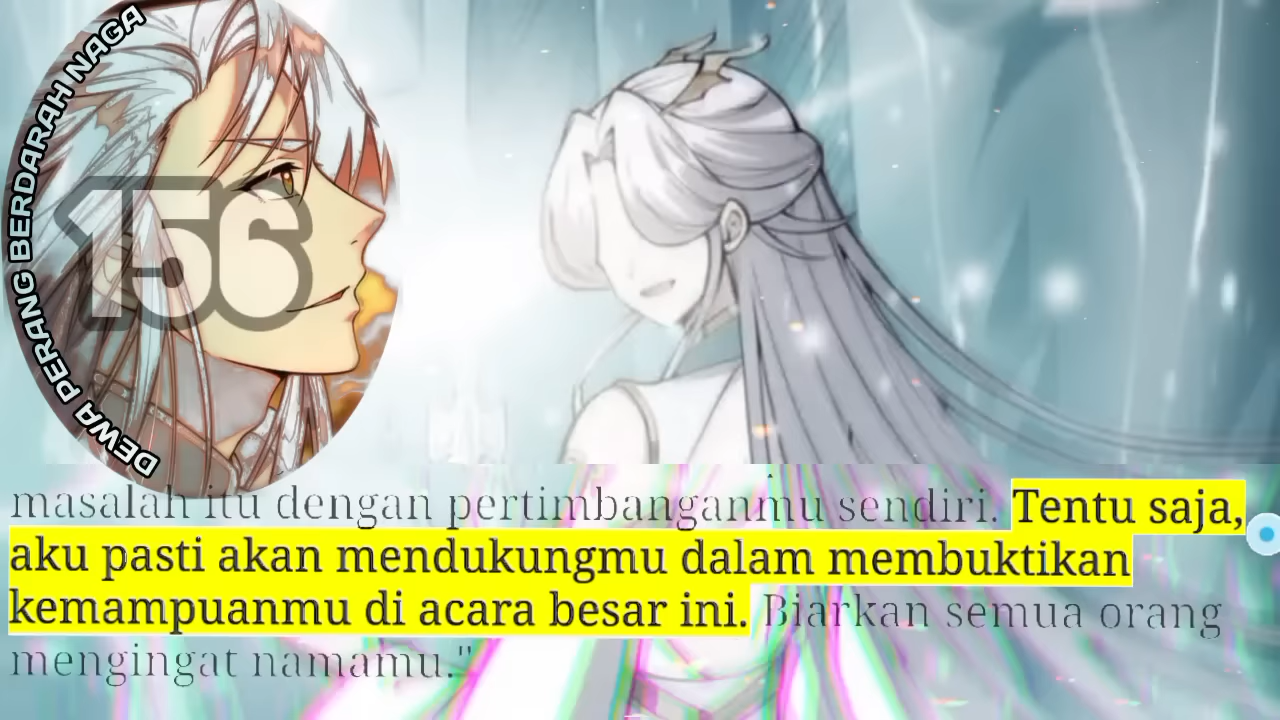 DEWA PERANG BERDARAH NAGA
156
masalah itu dengan pertimbanganmu sendiri. Tentu saja,
aku pasti akan mendukungmu dalam membuktikan
kemampuanmu di acara besar ini. Biarkan semua orang
mengingat namamu."